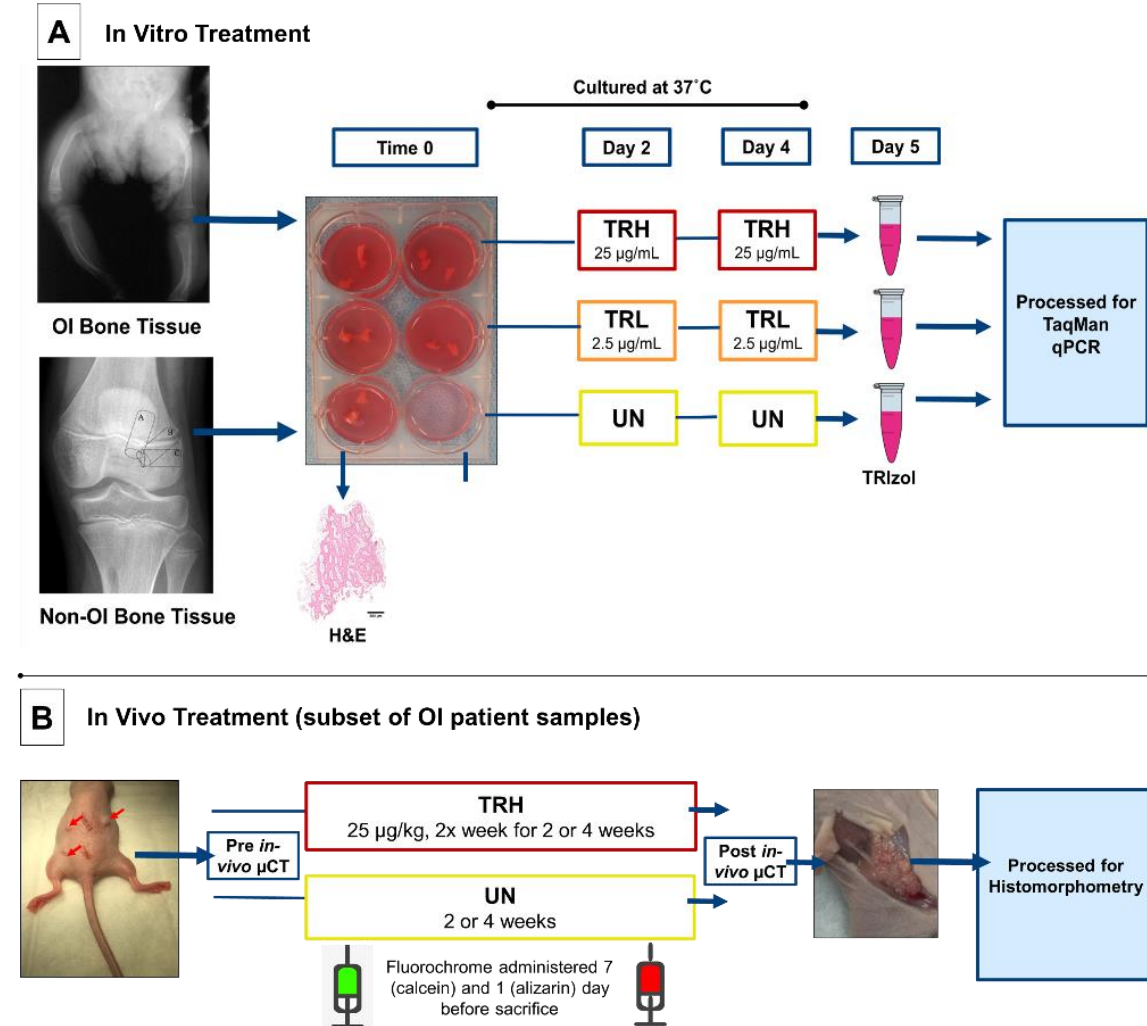 A In Vitro Treatment
Cultured at 37˚C
Time 0
Day 2
Day 4
Day 5
OI Bone Tissue
Non-OI Bone Tissue
A
B
C
TRH
25 µg/mL
TRH
25 µg/mL
TRL
2.5 µg/mL
TRL
2.5 µg/mL
UN
UN
TRIzol
Processed for
TaqMan
qPCR
H&E
B In Vivo Treatment (subset of OI patient samples)
Pre in-
vivo µCT
TRH
25 µg/kg, 2x week for 2 or 4 weeks
UN
2 or 4 weeks
Fluorochrome administered 7
(calcein) and 1 (alizarin) day
before sacrifice
Post in-
vivo µCT
Processed for
Histomorphometry